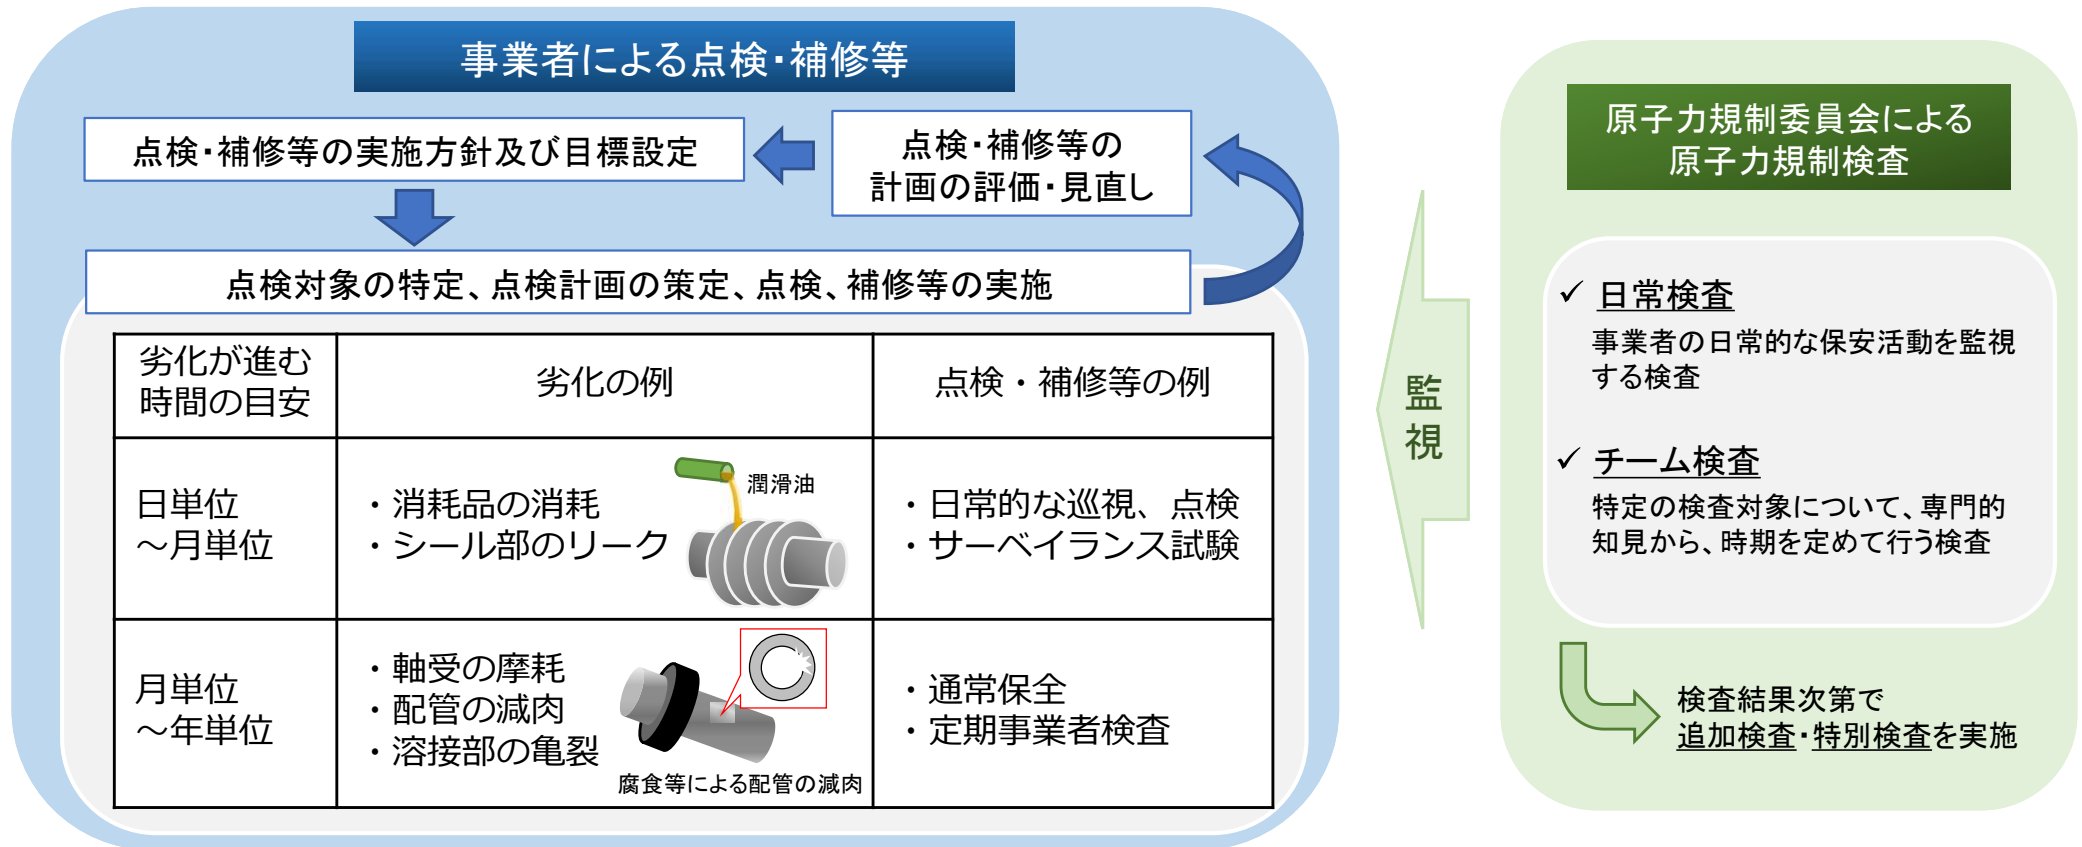 事業者による点検・補修等
点検・補修等の実施方針及び目標設定
点検・補修等の
計画の評価・見直し
点検対象の特定、点検計画の策定、点検、補修等の実施
劣化が進む
時間の目安
劣化の例
点検・補修等の例
日単位
～月単位
・消耗品の消耗
・シール部のリーク
潤滑油
・日常的な巡視、点検
・サーベイランス試験
月単位
～年単位
・軸受の摩耗
・配管の減肉
・溶接部の亀裂
腐食等による配管の減肉
・通常保全
・定期事業者検査
監
視
原子力規制委員会による
原子力規制検査
✓ 日常検査
事業者の日常的な保安活動を監視
する検査
✓ チーム検査
特定の検査対象について、専門的
知見から、時期を定めて行う検査
検査結果次第で
追加検査・特別検査を実施